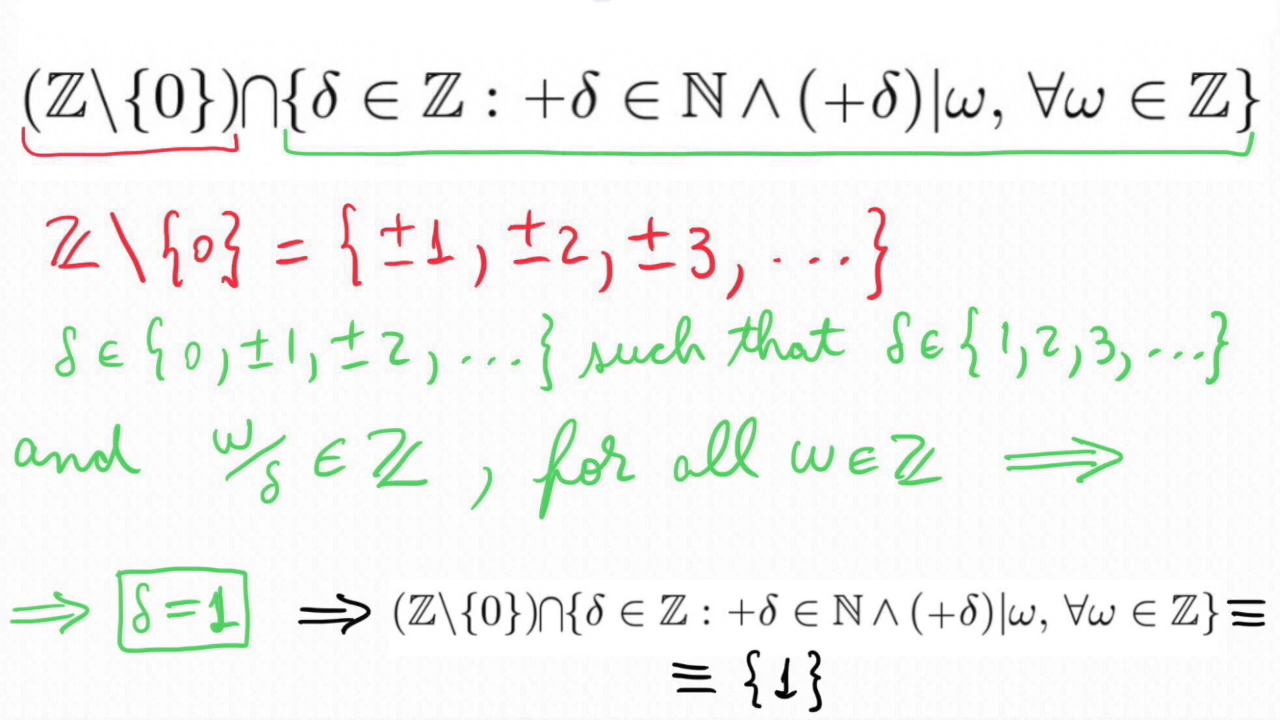 (ℤ\{0})∩{δ ∈ ℤ : +δ ∈ ℕ ∧ (+δ)|ω, ∀ω ∈ ℤ}
ℤ \ {0} = {±1, ±2, ±3, ...}
δ ∈ {0, ±1, ±2, ...} such that δ ∈ {1, 2, 3, ...}
and ω/δ ∈ ℤ, for all ω ∈ ℤ ⟹
⟹ δ = 1 ⟹ (ℤ\{0})∩{δ ∈ ℤ : +δ ∈ ℕ ∧ (+δ)|ω, ∀ω ∈ ℤ} ≡
≡ {1}